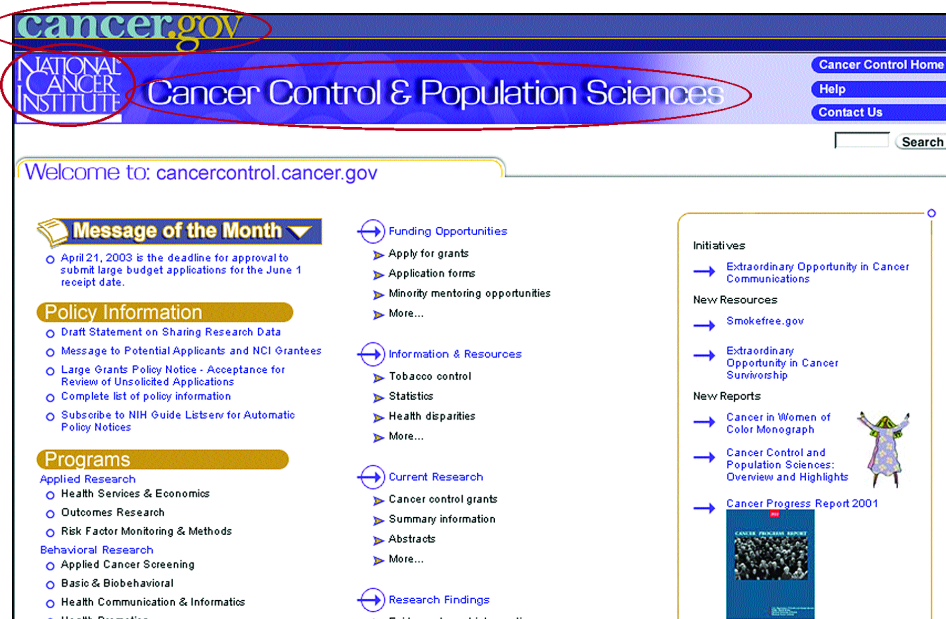 cancer.gov
NATIONAL
CANCER
INSTITUTE
Cancer Control & Population Sciences
Cancer Control Home
Help
Contact Us
Search
Welcome to: cancercontrol.cancer.gov
Message of the Month
April 21, 2003 is the deadline for approval to
submit large budget applications for the June 1
receipt date.
Policy Information
Draft Statement on Sharing Research Data
Message to Potential Applicants and NCI Grantees
Large Grants Policy Notice - Acceptance for
Review of Unsolicited Applications
Complete list of policy information
Subscribe to NIH Guide Listserv for Automatic
Policy Notices
Programs
Applied Research
Health Services & Economics
Outcomes Research
Risk Factor Monitoring & Methods
Behavioral Research
Applied Cancer Screening
Basic & Biobehavioral
Health Communication & Informatics
Funding Opportunities
Apply for grants
Application forms
Minority mentoring opportunities
More...
Information & Resources
Tobacco control
Statistics
Health disparities
More...
Current Research
Cancer control grants
Summary information
Abstracts
More...
Research Findings
Initiatives
Extraordinary Opportunity in Cancer
Communications
New Resources
Smokefree.gov
Extraordinary
Opportunity in Cancer
Survivorship
New Reports
Cancer in Women of
Color Monograph
Cancer Control and
Population Sciences:
Overview and Highlights
Cancer Progress Report 2001
CANCER PROGRESS REPORT